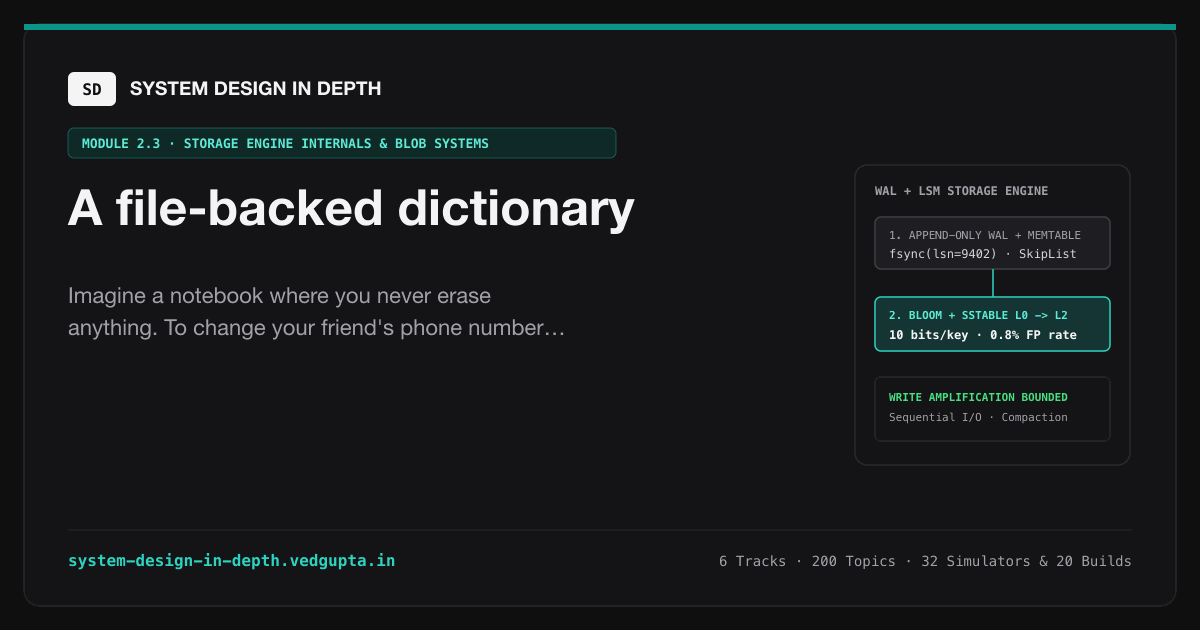 SD SYSTEM DESIGN IN DEPTH
MODULE 2.3 · STORAGE ENGINE INTERNALS & BLOB SYSTEMS
A file-backed dictionary
Imagine a notebook where you never erase
anything. To change your friend's phone number…
WAL + LSM STORAGE ENGINE
1. APPEND-ONLY WAL + MEMTABLE
fsync(lsn=9402) · SkipList
2. BLOOM + SSTABLE L0 -> L2
10 bits/key · 0.8% FP rate
WRITE AMPLIFICATION BOUNDED
Sequential I/O · Compaction
system-design-in-depth.vedgupta.in
6 Tracks · 200 Topics · 32 Simulators & 20 Builds